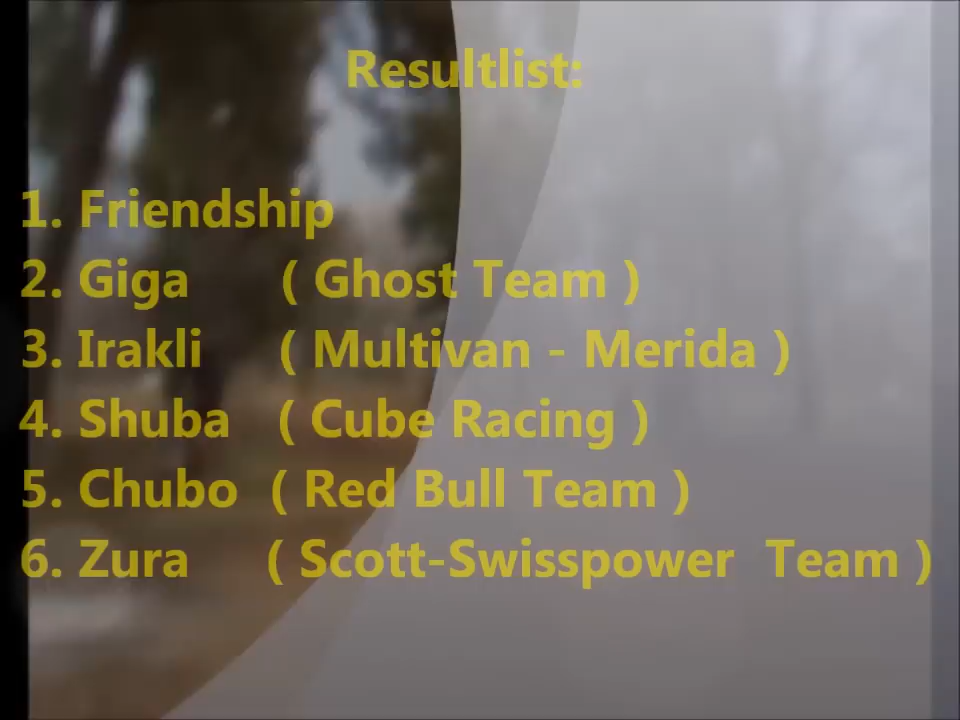 Resultlist:
1. Friendship
2. Giga ( Ghost Team )
3. Irakli ( Multivan - Merida )
4. Shuba ( Cube Racing )
5. Chubo ( Red Bull Team )
6. Zura ( Scott-Swisspower Team )